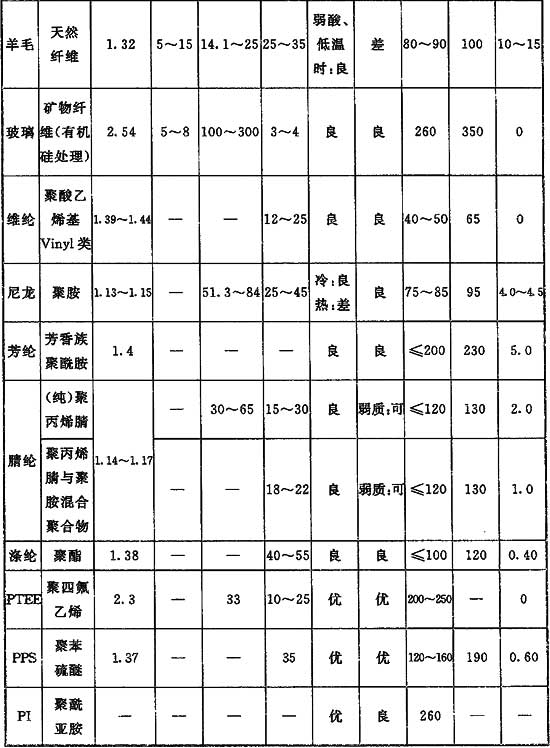 羊毛 天然纤维 1.32 5～15 14.1～25 25～35 弱酸、低温时:良 差 80～90 100 10～15
玻璃 矿物纤维(有机硅处理) 2.54 5～8 100～300 3～4 良 良 260 350 0
维纶 聚酸乙烯基Vinyl 类 1.39～1.44 — — 12～25 良 良 40～50 65 0
尼龙 聚胺 1.13～1.15 — 51.3～84 25～45 冷:良热:差 良 75～85 95 4.0～4.5
芳纶 芳香族聚酰胺 1.4 — — — 良 良 ≤200 230 5.0
腈纶 (纯)聚丙烯腈 1.14～1.17 — 30～65 15～30 良 弱质:可 ≤120 130 2.0
聚丙烯腈与聚胺混合聚合物 — — 18～22 良 弱质:可 ≤120 130 1.0
涤纶 聚酯 1.38 — — 40～55 良 良 ≤100 120 0.40
PTEE 聚四氟乙烯 2.3 — 33 10～25 优 优 200～250 — 0
PPS 聚苯硫醚 1.37 — — 35 优 优 120～160 190 0.60
PI 聚酰亚胺 — — — — 优 良 260 — —